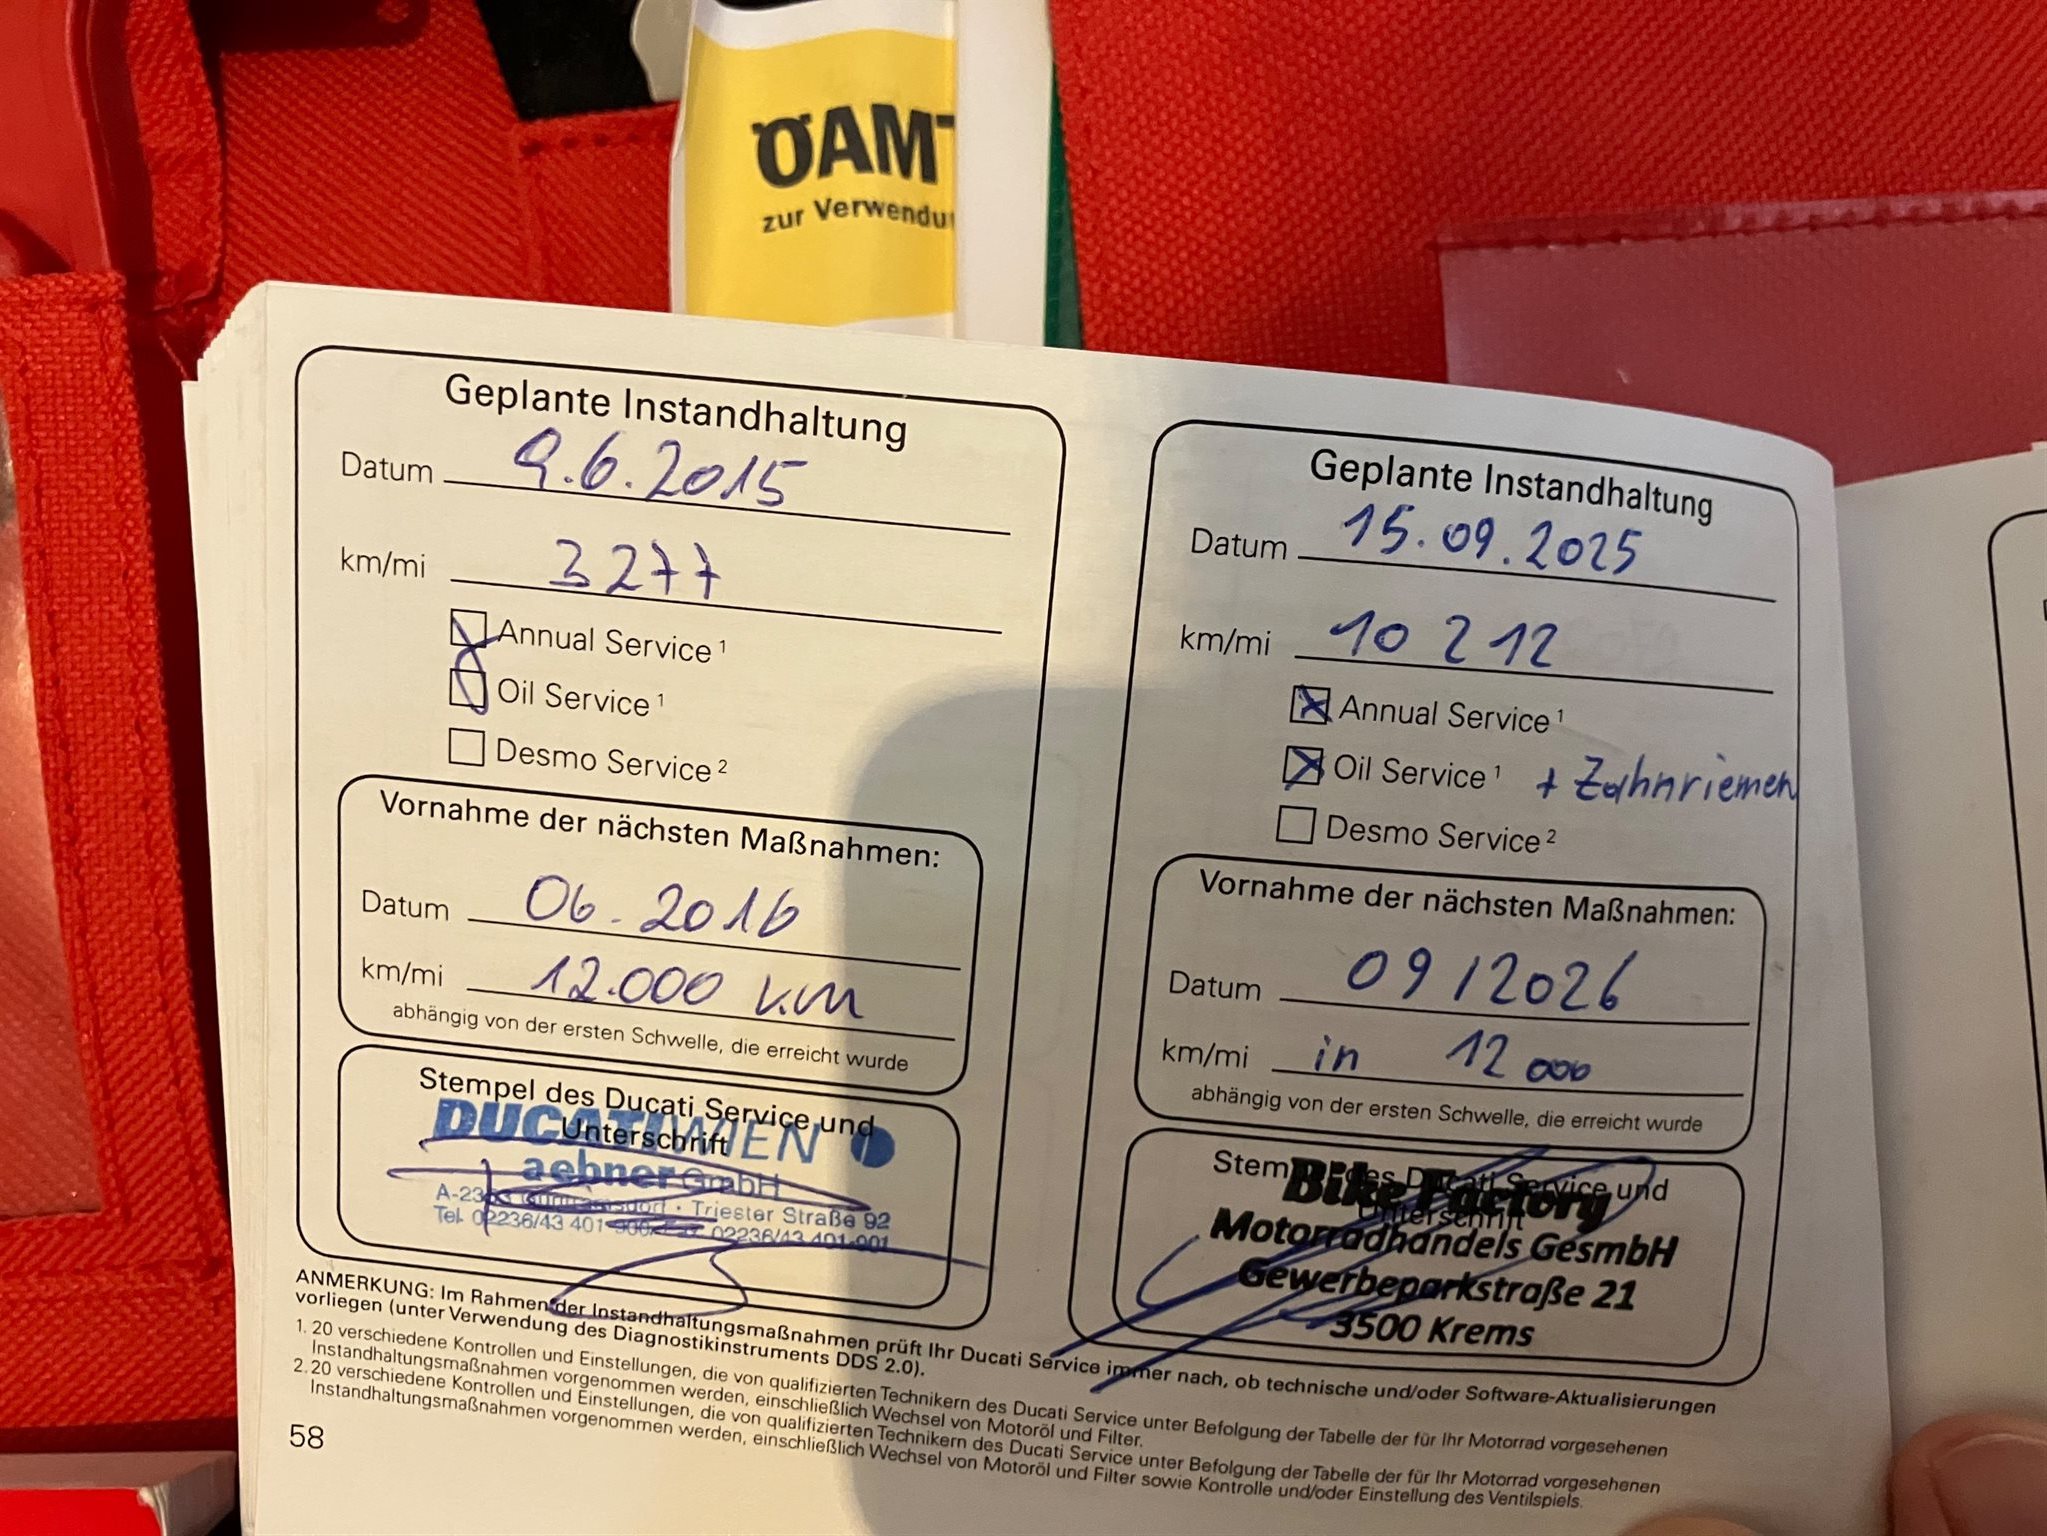 ÖAMT
zur Verwendu
Geplante Instandhaltung
Datum 9.6.2015
km/mi 3277
Annual Service 1
Oil Service 1
Desmo Service 2
Vornahme der nächsten Maßnahmen:
Datum 06.2016
km/mi 12.000 km
abhängig von der ersten Schwelle, die erreicht wurde
Stempel des Ducati Service und
Unterschrift
DUCATIWIEN
aebner GmbH
Triester Straße 92
Tel. 02236/43 401 02236/43 401-901
Geplante Instandhaltung
Datum 15.09.2025
km/mi 10 212
Annual Service 1
Oil Service 1 + Zahnriemen
Desmo Service 2
Vornahme der nächsten Maßnahmen:
Datum 09/2026
km/mi in 12 000
abhängig von der ersten Schwelle, die erreicht wurde
Stempel des Ducati Service und
Unterschrift
Bike Factory
Motorradhandels GesmbH
Gewerbeparkstraße 21
3500 Krems
ANMERKUNG: Im Rahmen der Instandhaltungsmaßnahmen prüft Ihr Ducati Service immer nach, ob technische und/oder Software-Aktualisierungen
vorliegen (unter Verwendung des Diagnostikinstruments DDS 2.0).
1. 20 verschiedene Kontrollen und Einstellungen, die von qualifizierten Technikern des Ducati Service unter Befolgung der Tabelle der für Ihr Motorrad vorgesehenen
Instandhaltungsmaßnahmen vorgenommen werden, einschließlich Wechsel von Motoröl und Filter.
2. 20 verschiedene Kontrollen und Einstellungen, die von qualifizierten Technikern des Ducati Service unter Befolgung der Tabelle der für Ihr Motorrad vorgesehenen
Instandhaltungsmaßnahmen vorgenommen werden, einschließlich Wechsel von Motoröl und Filter sowie Kontrolle und/oder Einstellung des Ventilspiels.
58